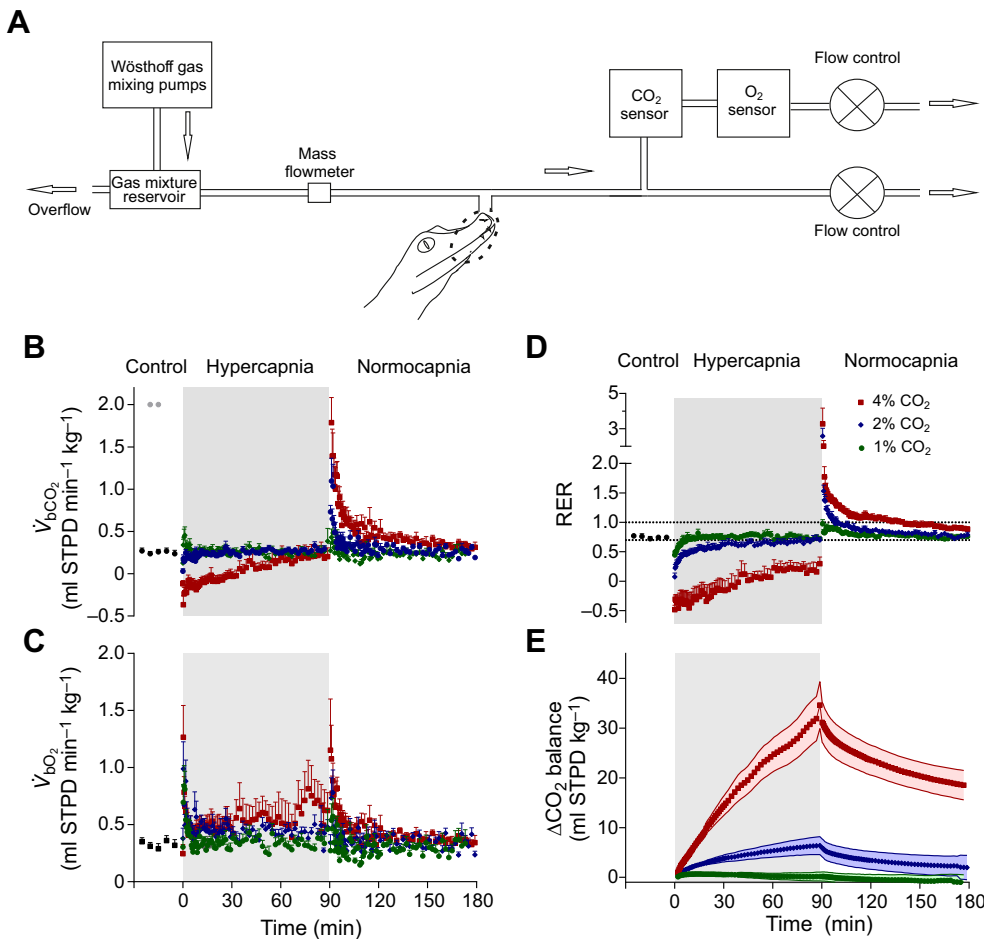 A
Wösthoff gas
mixing pumps
Gas mixture
reservoir
Overflow
Mass
flowmeter
CO₂
sensor
O₂
sensor
Flow control
Flow control
B
Control
Hypercapnia
Normocapnia
V̇bCO₂
(ml STPD min⁻¹ kg⁻¹)
2.0
1.5
1.0
0.5
0
–0.5
C
V̇bO₂
(ml STPD min⁻¹ kg⁻¹)
2.0
1.5
1.0
0.5
0
0 30 60 90 120 150 180
Time (min)
D
Control
Hypercapnia
Normocapnia
4% CO₂
2% CO₂
1% CO₂
RER
5
3
2.0
1.5
1.0
0.5
0
–0.5
E
ΔCO₂ balance
(ml STPD kg⁻¹)
40
30
20
10
0
0 30 60 90 120 150 180
Time (min)